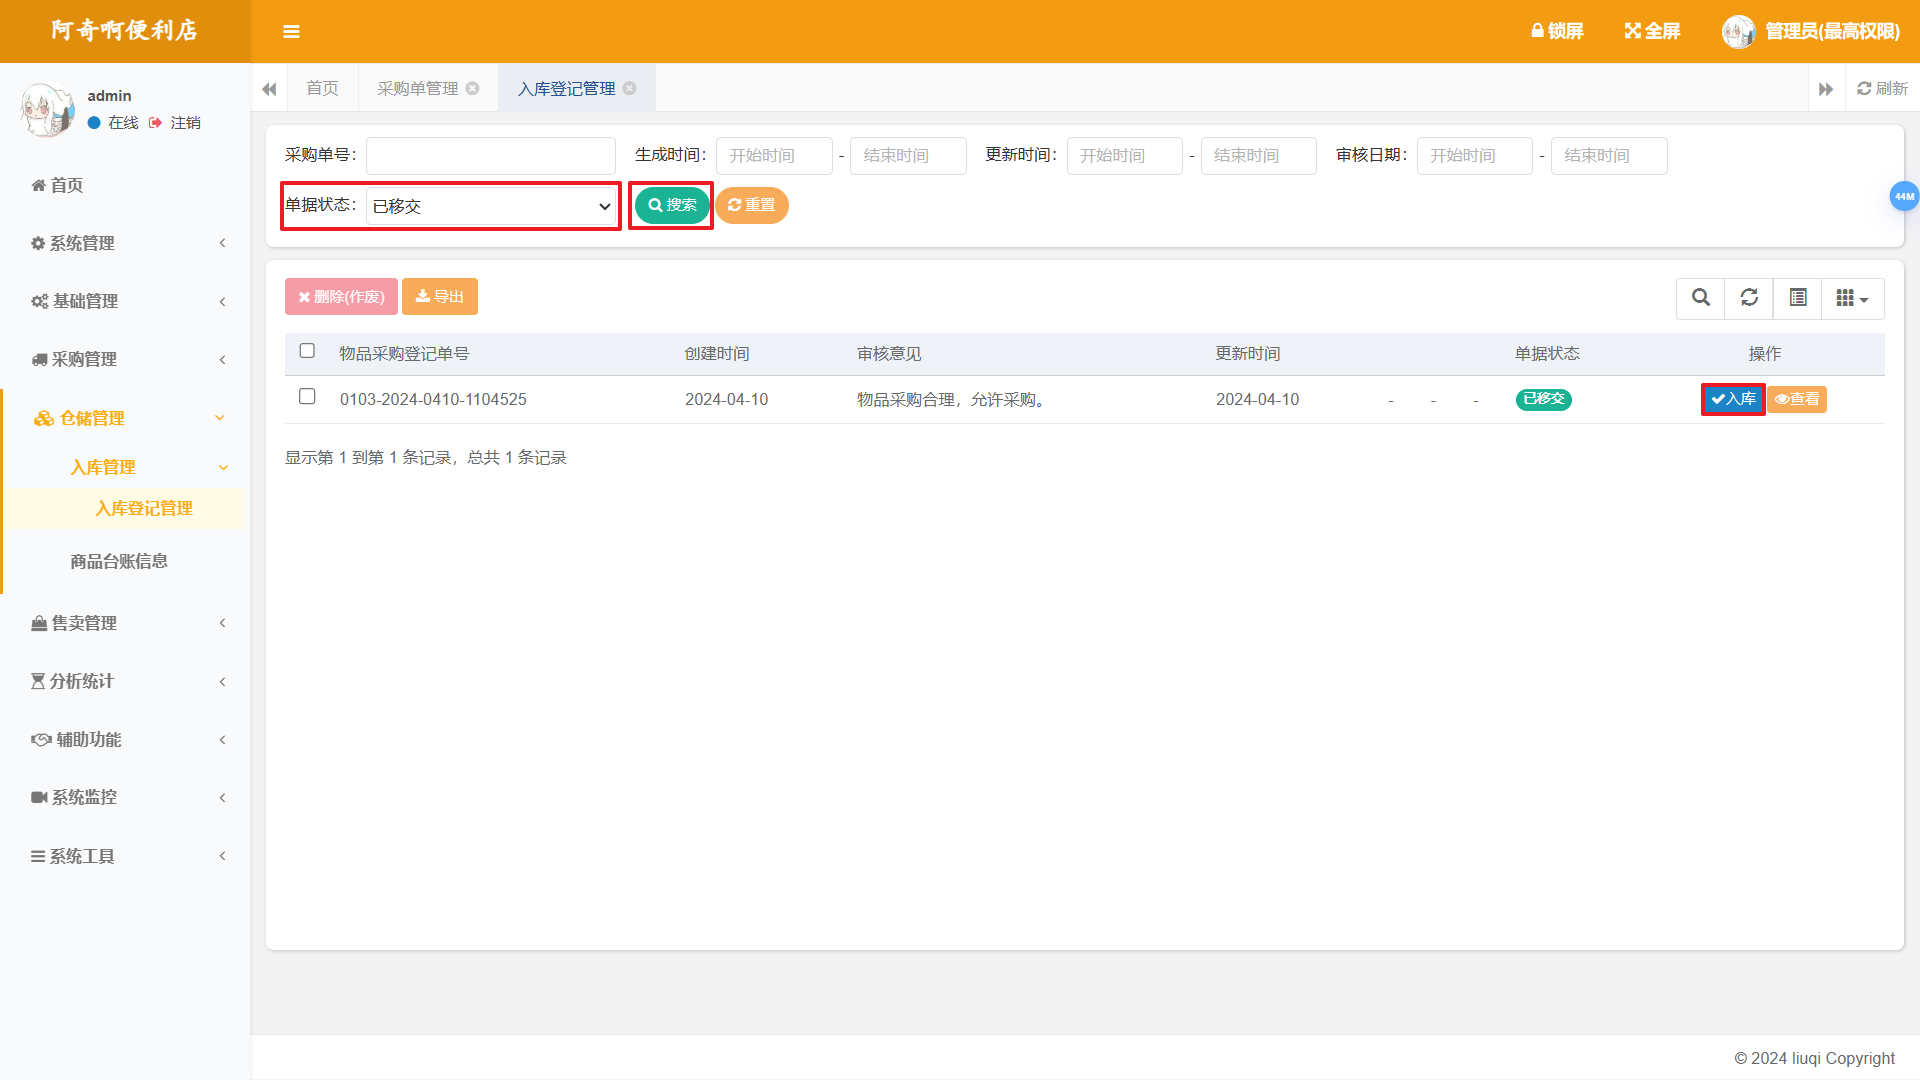 阿奇啊便利店
锁屏
全屏
管理员(最高权限)
admin
在线
注销
首页
采购单管理
入库登记管理
刷新
采购单号：
生成时间：
开始时间
-
结束时间
更新时间：
开始时间
-
结束时间
审核日期：
开始时间
-
结束时间
单据状态：
已移交
搜索
重置
44M
首页
系统管理
基础管理
采购管理
仓储管理
入库管理
入库登记管理
商品台账信息
售卖管理
分析统计
辅助功能
系统监控
系统工具
删除(作废)
导出
物品采购登记单号
创建时间
审核意见
更新时间
单据状态
操作
0103-2024-0410-1104525
2024-04-10
物品采购合理，允许采购。
2024-04-10
-
-
-
已移交
入库
查看
显示第 1 到第 1 条记录，总共 1 条记录
© 2024 liuqi Copyright